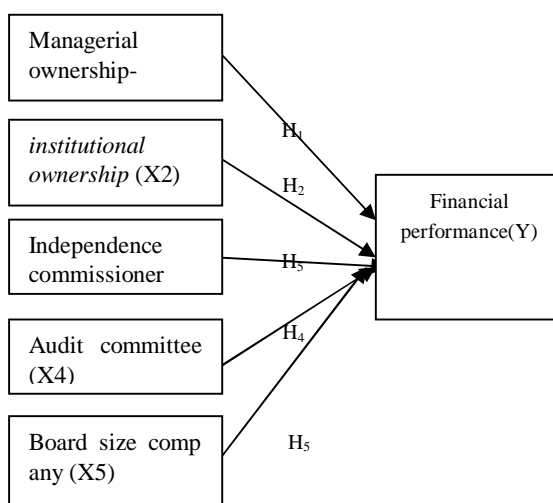 Managerial
ownership-
H1
institutional
ownership (X2)
H2
Financial
performance(Y)
Independence
commissioner
H5
Audit committee
(X4)
H4
Board size comp
any (X5)
H5